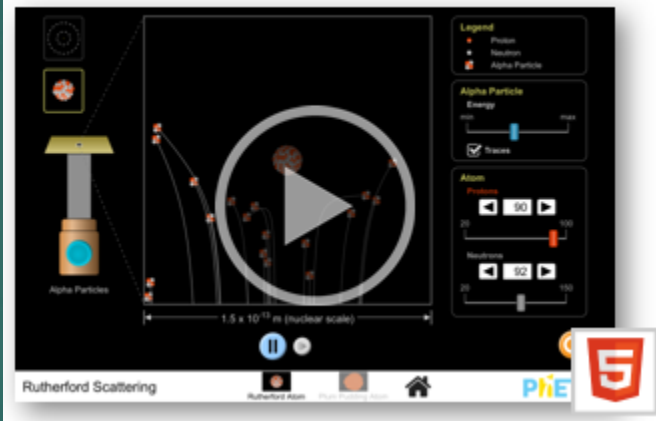 Legend
Proton
Neutron
Alpha Particle
Alpha Particle
Energy
min max
Traces
Atom
Protons
90
20 100
Neutrons
92
20 150
Alpha Particles
1.5 x 10⁻¹³ m (nuclear scale)
Rutherford Scattering
Rutherford Atom
Plum Pudding Atom
PhET
5